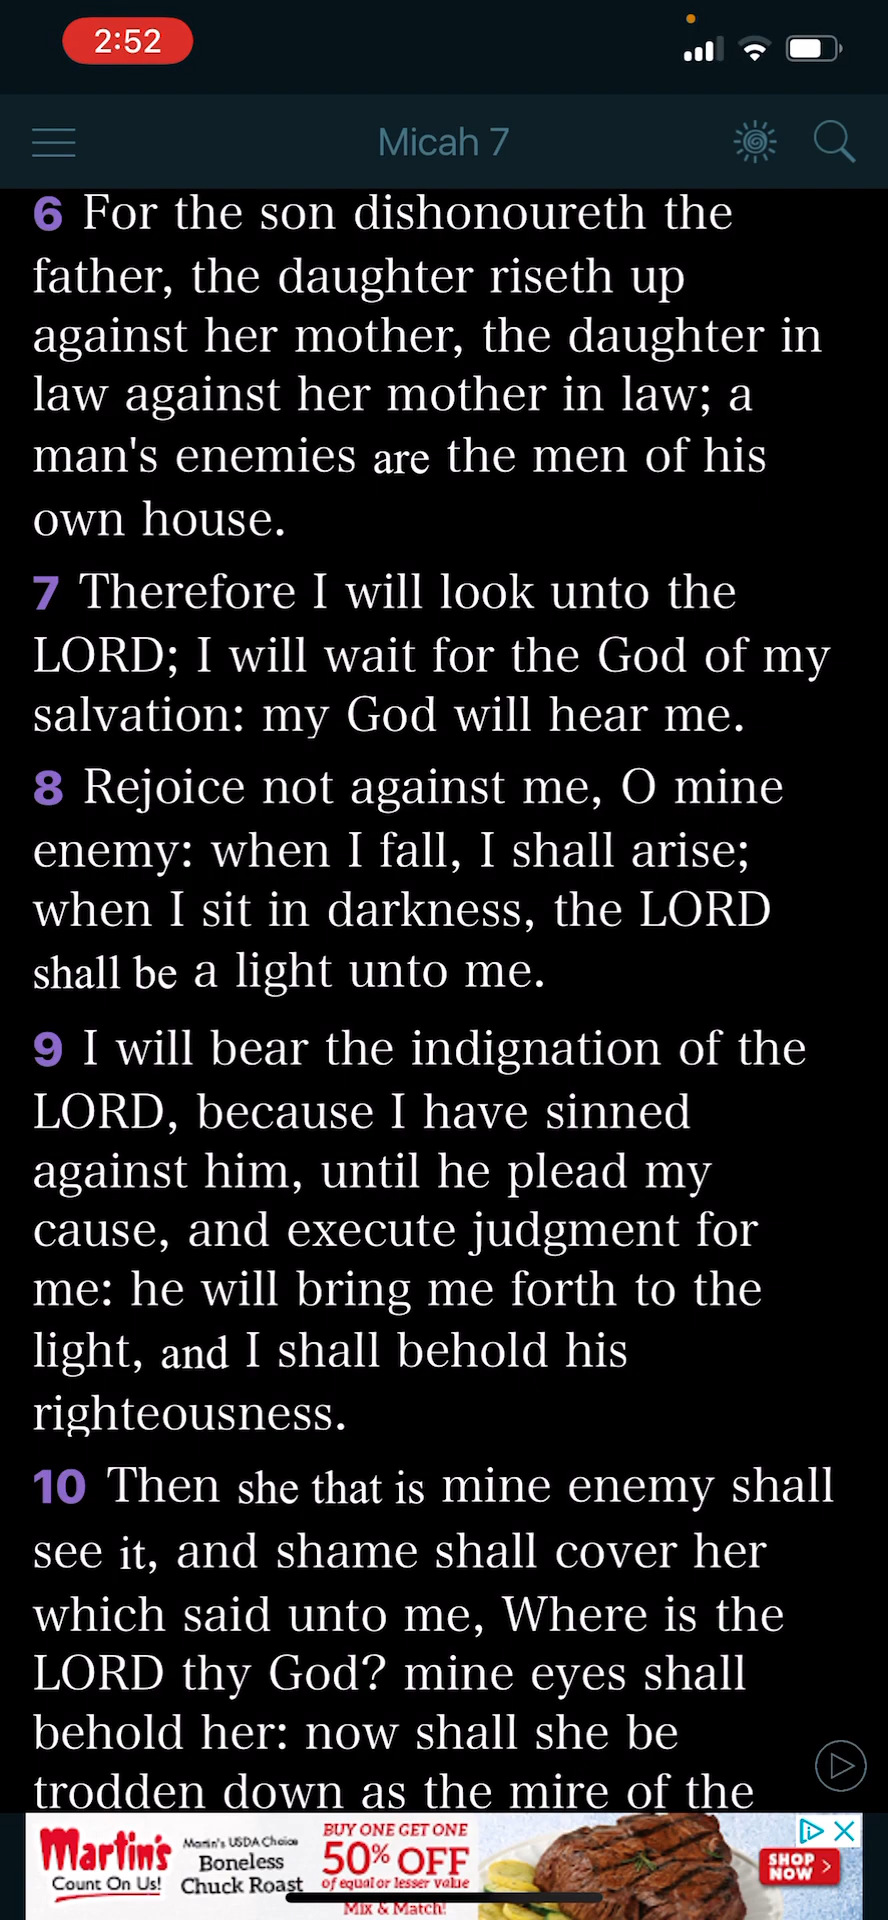 2:52
Micah 7
6 For the son dishonoureth the
father, the daughter riseth up
against her mother, the daughter in
law against her mother in law; a
man's enemies are the men of his
own house.
7 Therefore I will look unto the
LORD; I will wait for the God of my
salvation: my God will hear me.
8 Rejoice not against me, O mine
enemy: when I fall, I shall arise;
when I sit in darkness, the LORD
shall be a light unto me.
9 I will bear the indignation of the
LORD, because I have sinned
against him, until he plead my
cause, and execute judgment for
me: he will bring me forth to the
light, and I shall behold his
righteousness.
10 Then she that is mine enemy shall
see it, and shame shall cover her
which said unto me, Where is the
LORD thy God? mine eyes shall
behold her: now shall she be
trodden down as the mire of the
Martin's
Count On Us!
Martin's USDA Choice
Boneless
Chuck Roast
BUY ONE GET ONE
50% OFF
of equal or lesser value
Mix & Match!
SHOP
NOW >